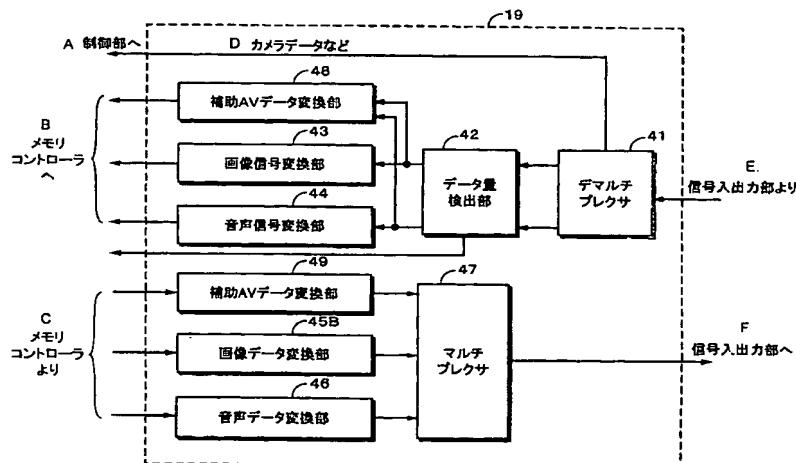 19
A 制御部へ
D カメラデータなど
48
補助AVデータ変換部
B
メモリ
コントローラ
へ
43
画像信号変換部
42
データ量
検出部
41
デマルチ
プレクサ
E.
信号入出力部より
44
音声信号変換部
49
補助AVデータ変換部
47
マルチ
プレクサ
C
メモリ
コントローラ
より
45B
画像データ変換部
F
信号入出力部へ
46
音声データ変換部